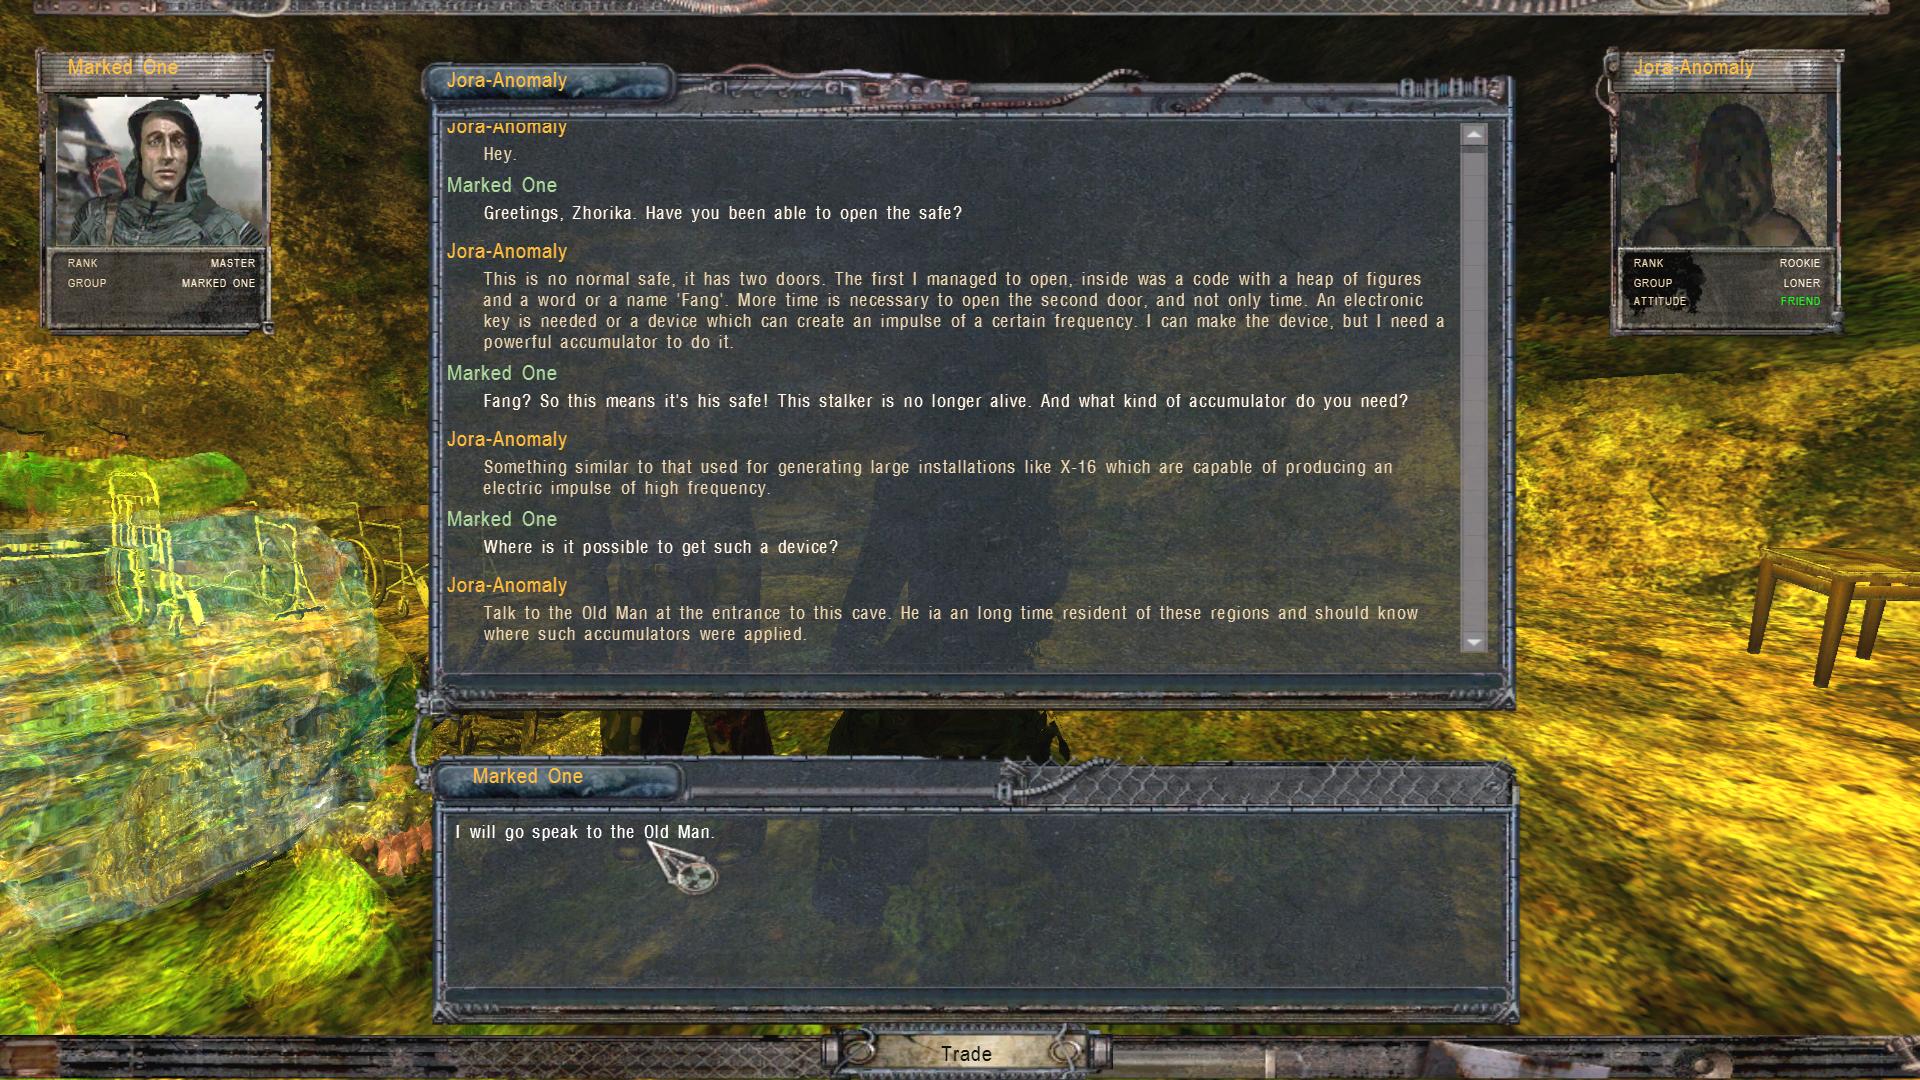 Marked One
RANK MASTER
GROUP MARKED ONE
Jora-Anomaly
Jora-Anomaly
Hey.
Marked One
Greetings, Zhorika. Have you been able to open the safe?
Jora-Anomaly
This is no normal safe, it has two doors. The first I managed to open, inside was a code with a heap of figures
and a word or a name 'Fang'. More time is necessary to open the second door, and not only time. An electronic
key is needed or a device which can create an impulse of a certain frequency. I can make the device, but I need a
powerful accumulator to do it.
Marked One
Fang? So this means it's his safe! This stalker is no longer alive. And what kind of accumulator do you need?
Jora-Anomaly
Something similar to that used for generating large installations like X-16 which are capable of producing an
electric impulse of high frequency.
Marked One
Where is it possible to get such a device?
Jora-Anomaly
Talk to the Old Man at the entrance to this cave. He ia an long time resident of these regions and should know
where such accumulators were applied.
Jora-Anomaly
RANK ROOKIE
GROUP LONER
ATTITUDE FRIEND
Marked One
I will go speak to the Old Man.
Trade